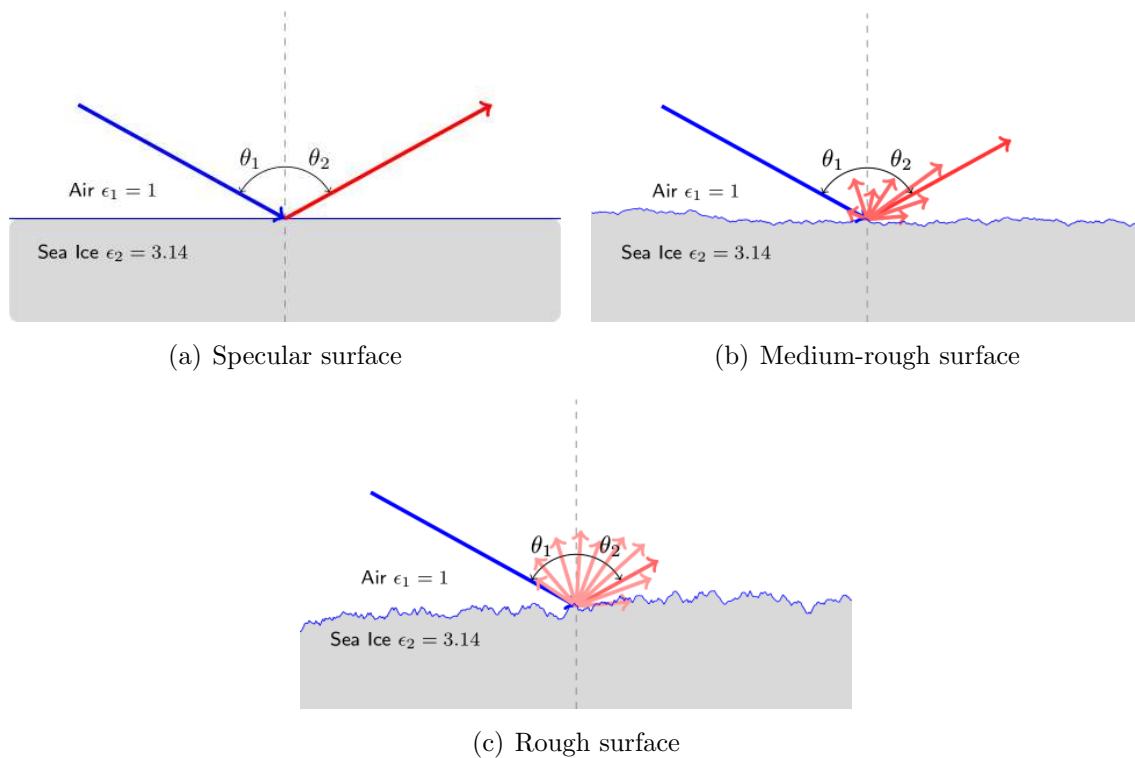 θ₁ θ₂
Air ϵ₁ = 1
Sea Ice ϵ₂ = 3.14
(a) Specular surface
θ₁ θ₂
Air ϵ₁ = 1
Sea Ice ϵ₂ = 3.14
(b) Medium-rough surface
θ₁ θ₂
Air ϵ₁ = 1
Sea Ice ϵ₂ = 3.14
(c) Rough surface